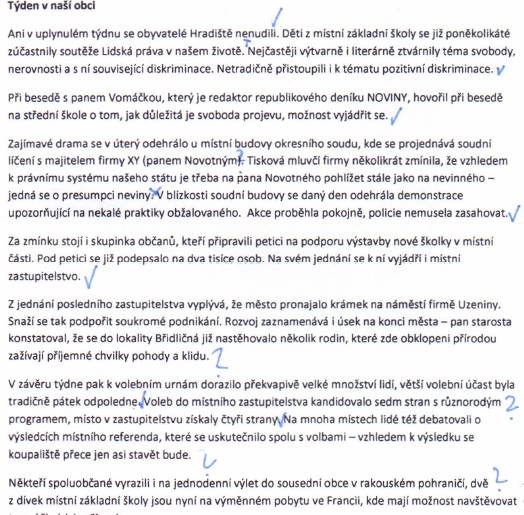 Týden v naší obci
Ani v uplynulém týdnu se obyvatelé Hradiště nenudili. Děti z místní základní školy se již poněkolikáté
zúčastnily soutěže Lidská práva v našem životě. Nejčastěji výtvarně i literárně ztvárnily téma svobody,
nerovnosti a s ní související diskriminace. Netradičně přistoupili i k tématu pozitivní diskriminace.
Při besedě s panem Vomáčkou, který je redaktor republikového deníku NOVINY, hovořil při besedě
na střední škole o tom, jak důležitá je svoboda projevu, možnost vyjádřit se.
Zajímavé drama se v úterý odehrálo u místní budovy okresního soudu, kde se projednává soudní
líčení s majitelem firmy XY (panem Novotným). ? Tisková mluvčí firmy několikrát zmínila, že vzhledem
k právnímu systému našeho státu je třeba na pana Novotného pohlížet stále jako na nevinného –
jedná se o presumpci neviny. V blízkosti soudní budovy se daný den odehrála demonstrace
upozorňující na nekalé praktiky obžalovaného. Akce proběhla pokojně, policie nemusela zasahovat.
Za zmínku stojí i skupinka občanů, kteří připravili petici na podporu výstavby nové školky v místní
části. Pod petici se již podepsalo na dva tisíce osob. Na svém jednání se k ní vyjádří i místní
zastupitelstvo.
Z jednání posledního zastupitelstva vyplývá, že město pronajalo krámek na náměstí firmě Uzeniny.
Snaží se tak podpořit soukromé podnikání. Rozvoj zaznamenává i úsek na konci města – pan starosta
konstatoval, že se do lokality Břidličná již nastěhovalo několik rodin, které zde obklopeni přírodou
zažívají příjemné chvilky pohody a klidu. ?
V závěru týdne pak k volebním urnám dorazilo překvapivě velké množství lidí, větší volební účast byla
tradičně pátek odpoledne. Voleb do místního zastupitelstva kandidovalo sedm stran s různorodým ?
programem, místo v zastupitelstvu získaly čtyři strany. Na mnoha místech lidé též debatovali o
výsledcích místního referenda, které se uskutečnilo spolu s volbami – vzhledem k výsledku se
koupaliště přece jen asi stavět bude. ?
Někteří spoluobčané vyrazili i na jednodenní výlet do sousední obce v rakouském pohraničí, dvě ?
z dívek místní základní školy jsou nyní na výměnném pobytu ve Francii, kde mají možnost navštěvovat